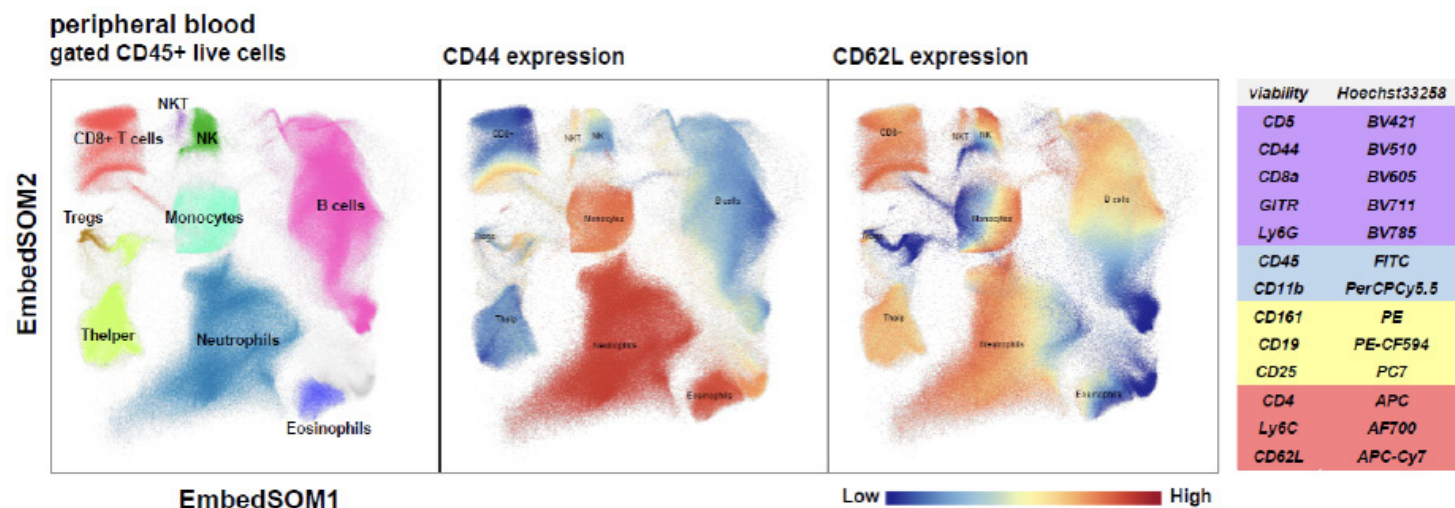 peripheral blood
gated CD45+ live cells
CD44 expression
CD62L expression
NKT
CD8+ T cells
NK
B cells
Tregs
Monocytes
Thelper
Neutrophils
Eosinophils
EmbedSOM2
EmbedSOM1
CD8+
NKT
NK
B cells
Monocytes
Tregs
Thelp
Neutrophils
Eosinophils
CD8+
NKT
NK
B cells
Monocytes
Thelp
Neutrophils
Eosinophils
Low
High
viability Hoechst33258
CD5 BV421
CD44 BV510
CD8a BV605
GITR BV711
Ly6G BV785
CD45 FITC
CD11b PerCPCy5.5
CD161 PE
CD19 PE-CF594
CD25 PC7
CD4 APC
Ly6C AF700
CD62L APC-Cy7